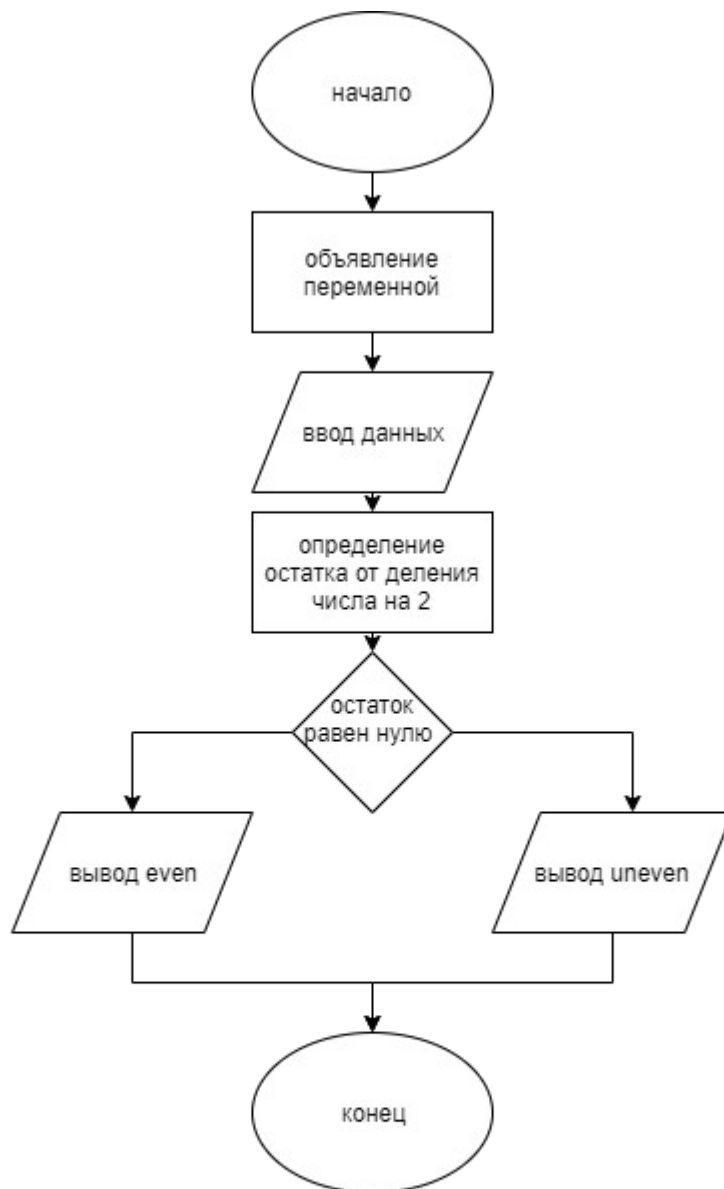 начало
объявление
переменной
ввод данных
определение
остатка от деления
числа на 2
остаток
равен нулю
вывод even
вывод uneven
конец